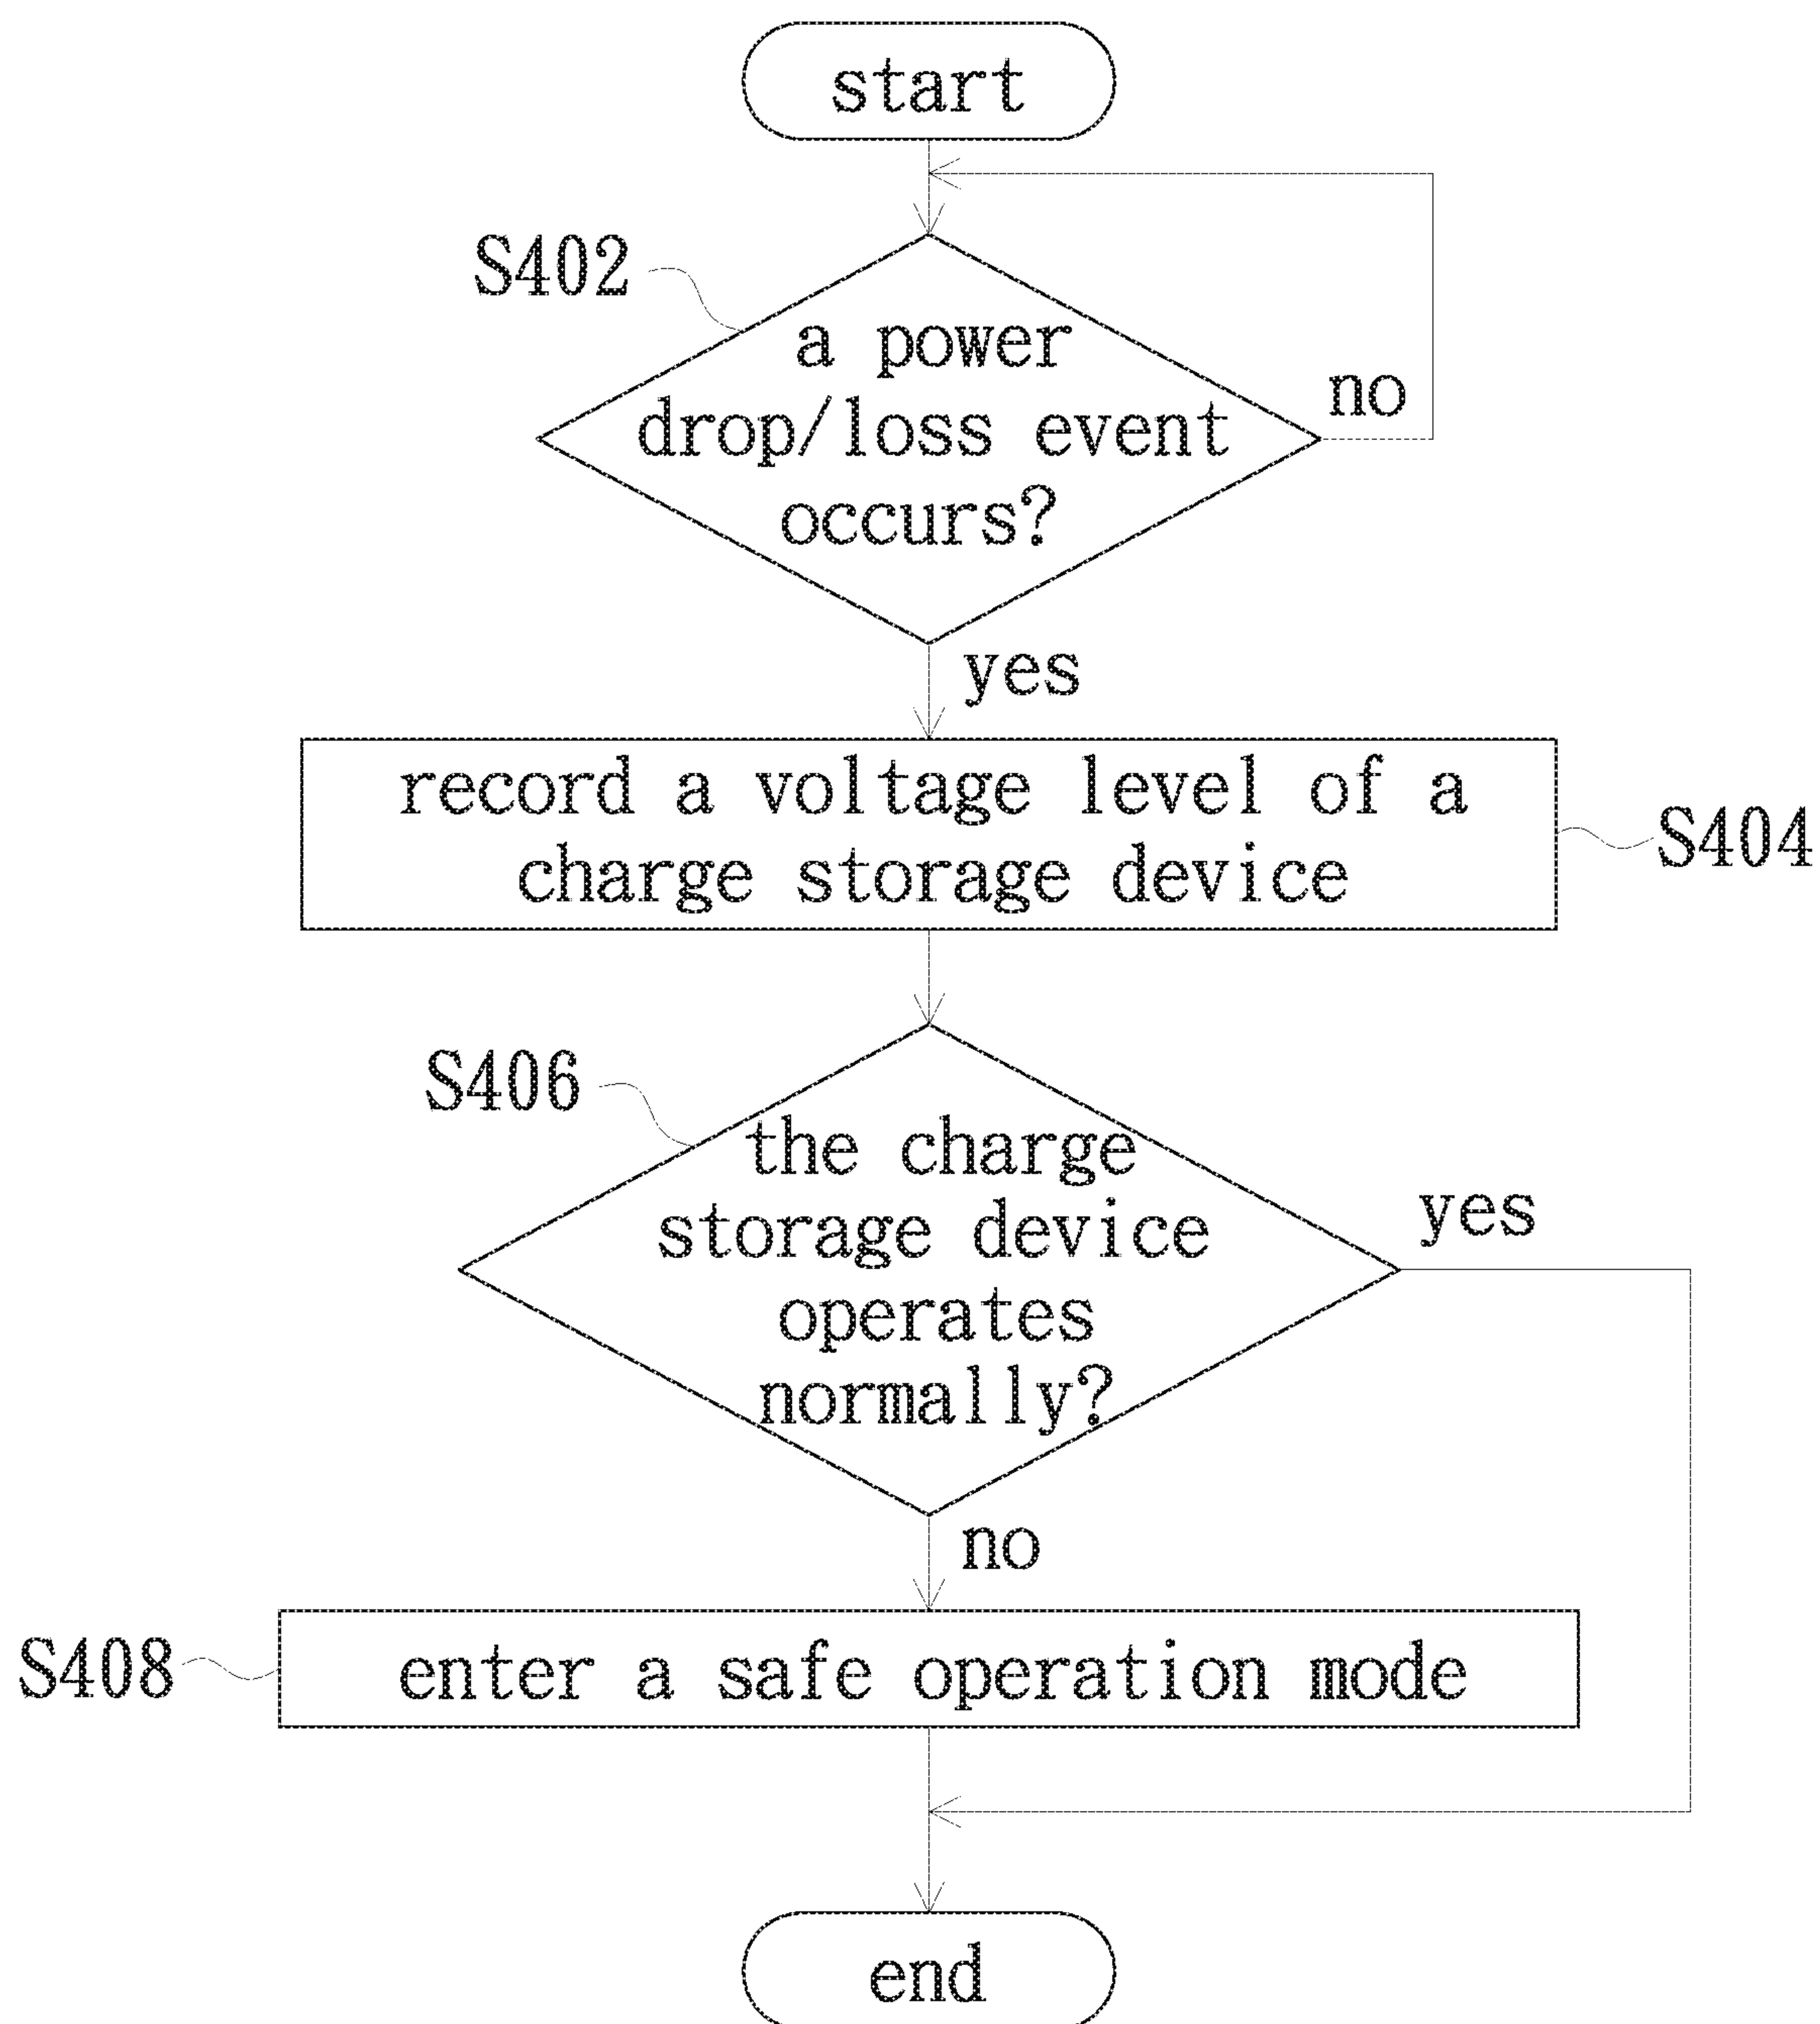 start
S402
a power
drop/loss event
occurs?
no
yes
record a voltage level of a
charge storage device
S404
S406
the charge
storage device
operates
normally?
yes
no
S408
enter a safe operation mode
end